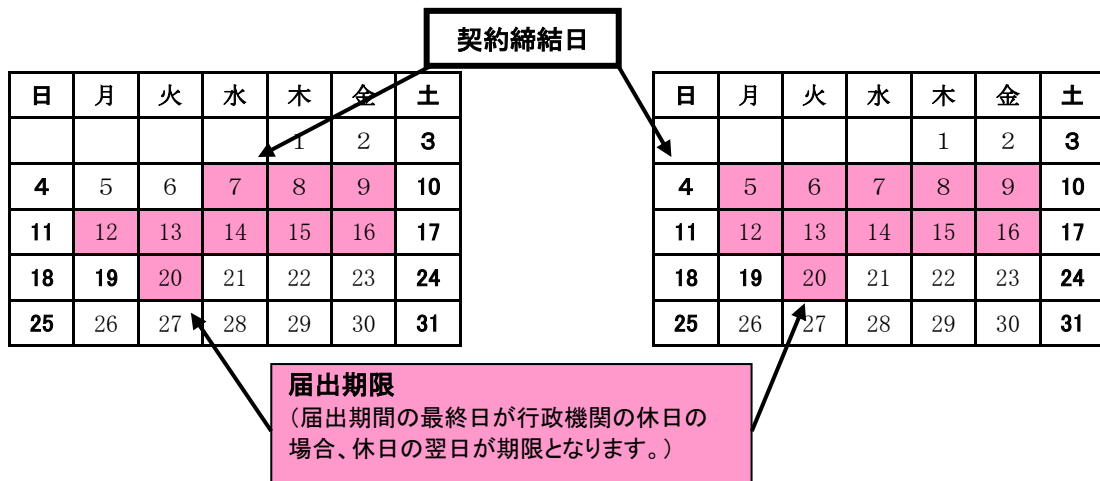 契約締結日
日 月 火 水 木 金 土
1 2 3
4 5 6 7 8 9 10
11 12 13 14 15 16 17
18 19 20 21 22 23 24
25 26 27 28 29 30 31
日 月 火 水 木 金 土
1 2 3
4 5 6 7 8 9 10
11 12 13 14 15 16 17
18 19 20 21 22 23 24
25 26 27 28 29 30 31
届出期限
（届出期間の最終日が行政機関の休日の
場合、休日の翌日が期限となります。）